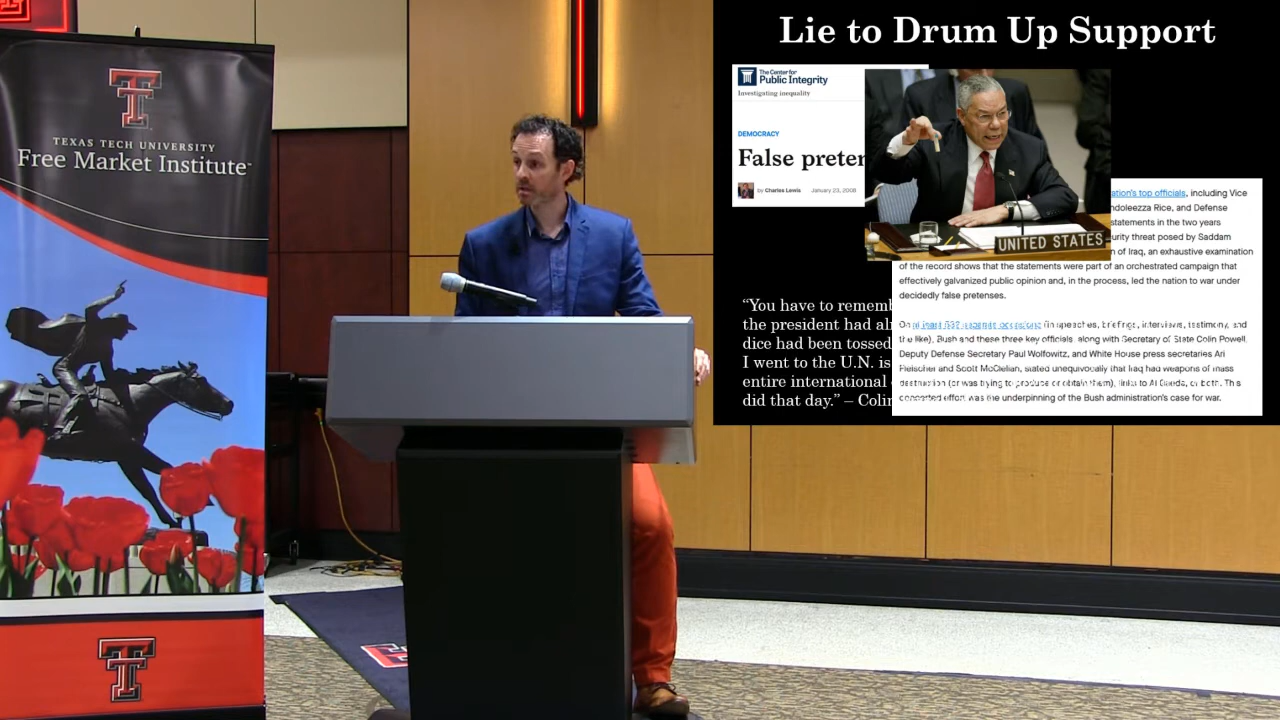 TEXAS TECH UNIVERSITY
Free Market Institute
Lie to Drum Up Support
The Center for
Public Integrity
Investigating inequality
DEMOCRACY
False preten
by Charles Lewis January 23, 2008
UNITED STATES
ation's top officials, including Vice
ndoleezza Rice, and Defense
statements in the two years
urity threat posed by Saddam
n of Iraq, an exhaustive examination
of the record shows that the statements were part of an orchestrated campaign that
effectively galvanized public opinion and, in the process, led the nation to war under
decidedly false pretenses.
On at least 532 separate occasions (in speeches, briefings, interviews, testimony, and
the like), Bush and these three key officials, along with Secretary of State Colin Powell,
Deputy Defense Secretary Paul Wolfowitz, and White House press secretaries Ari
Fleischer and Scott McClellan, stated unequivocally that Iraq had weapons of mass
destruction (or was trying to produce or obtain them), links to Al Qaeda, or both. This
concerted effort was the underpinning of the Bush administration's case for war.
"You have to rememb
the president had al
dice had been tossed
I went to the U.N. is
entire international
did that day." – Colin